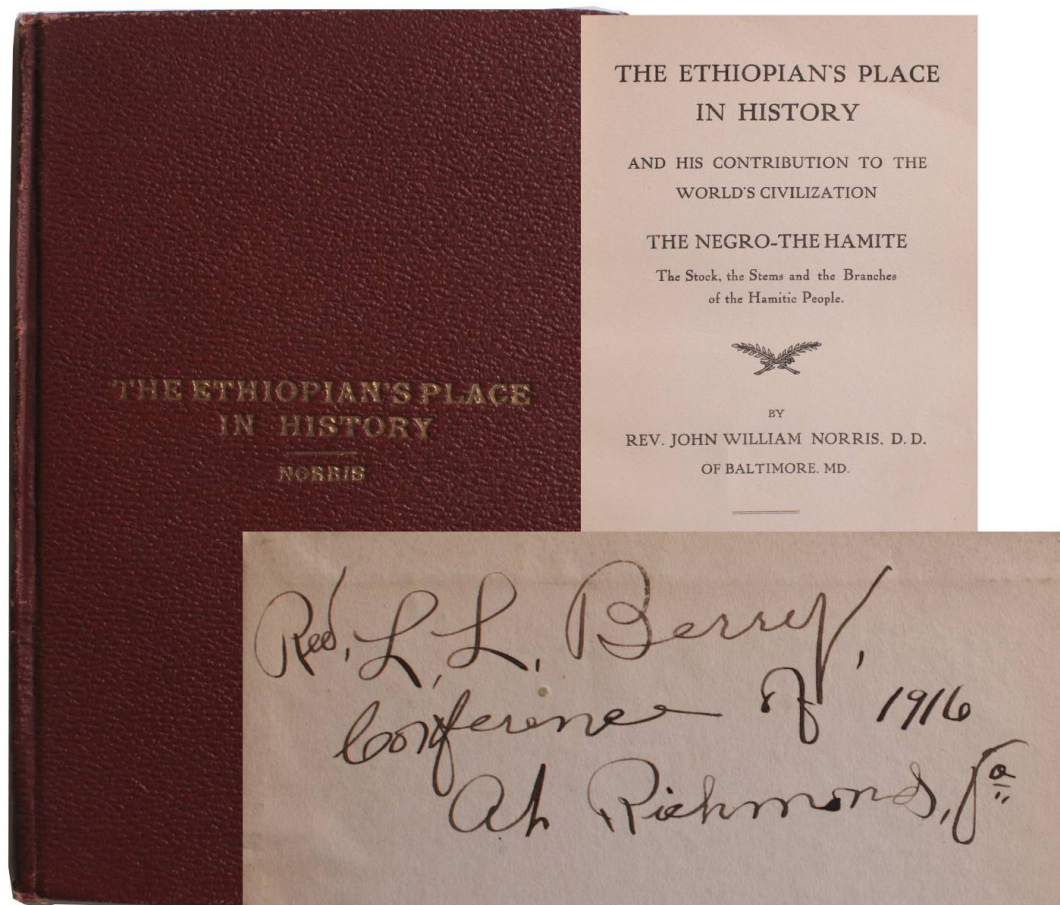 THE ETHIOPIAN'S PLACE
IN HISTORY
NORRIS
THE ETHIOPIAN'S PLACE
IN HISTORY
AND HIS CONTRIBUTION TO THE
WORLD'S CIVILIZATION
THE NEGRO-THE HAMITE
The Stock, the Stems and the Branches
of the Hamitic People.
BY
REV. JOHN WILLIAM NORRIS, D. D.
OF BALTIMORE, MD.
Rev, L, L, Berry,
Conference of 1916
At Richmond, Va